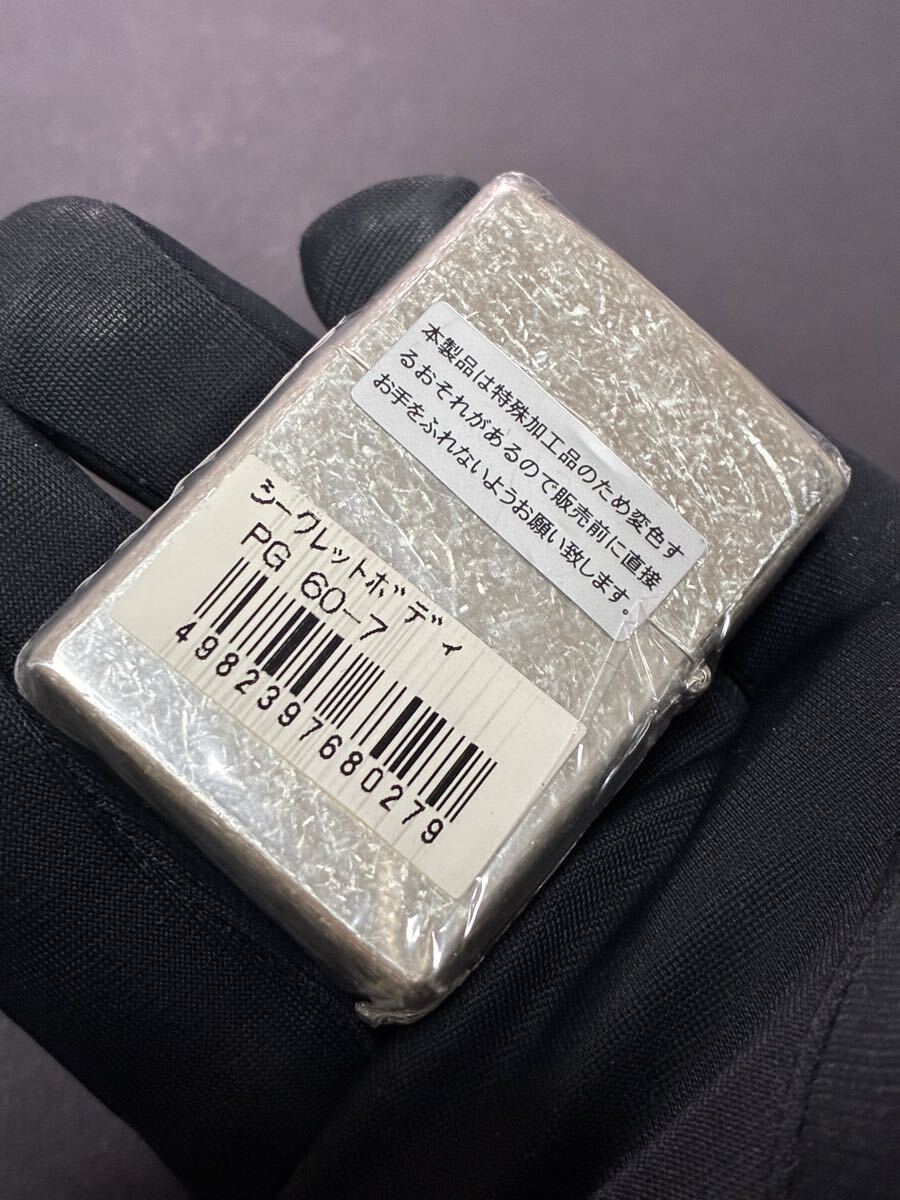 本製品は特殊加工品のため変色す
るおそれがあるので販売前に直接
お手をふれないようお願い致します。
シークレットボディ
PG 60-7
4982397680279